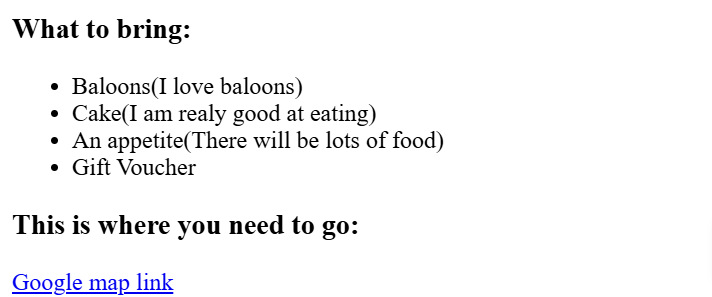 What to bring:
Baloons(I love baloons)
Cake(I am realy good at eating)
An appetite(There will be lots of food)
Gift Voucher
This is where you need to go:
Google map link